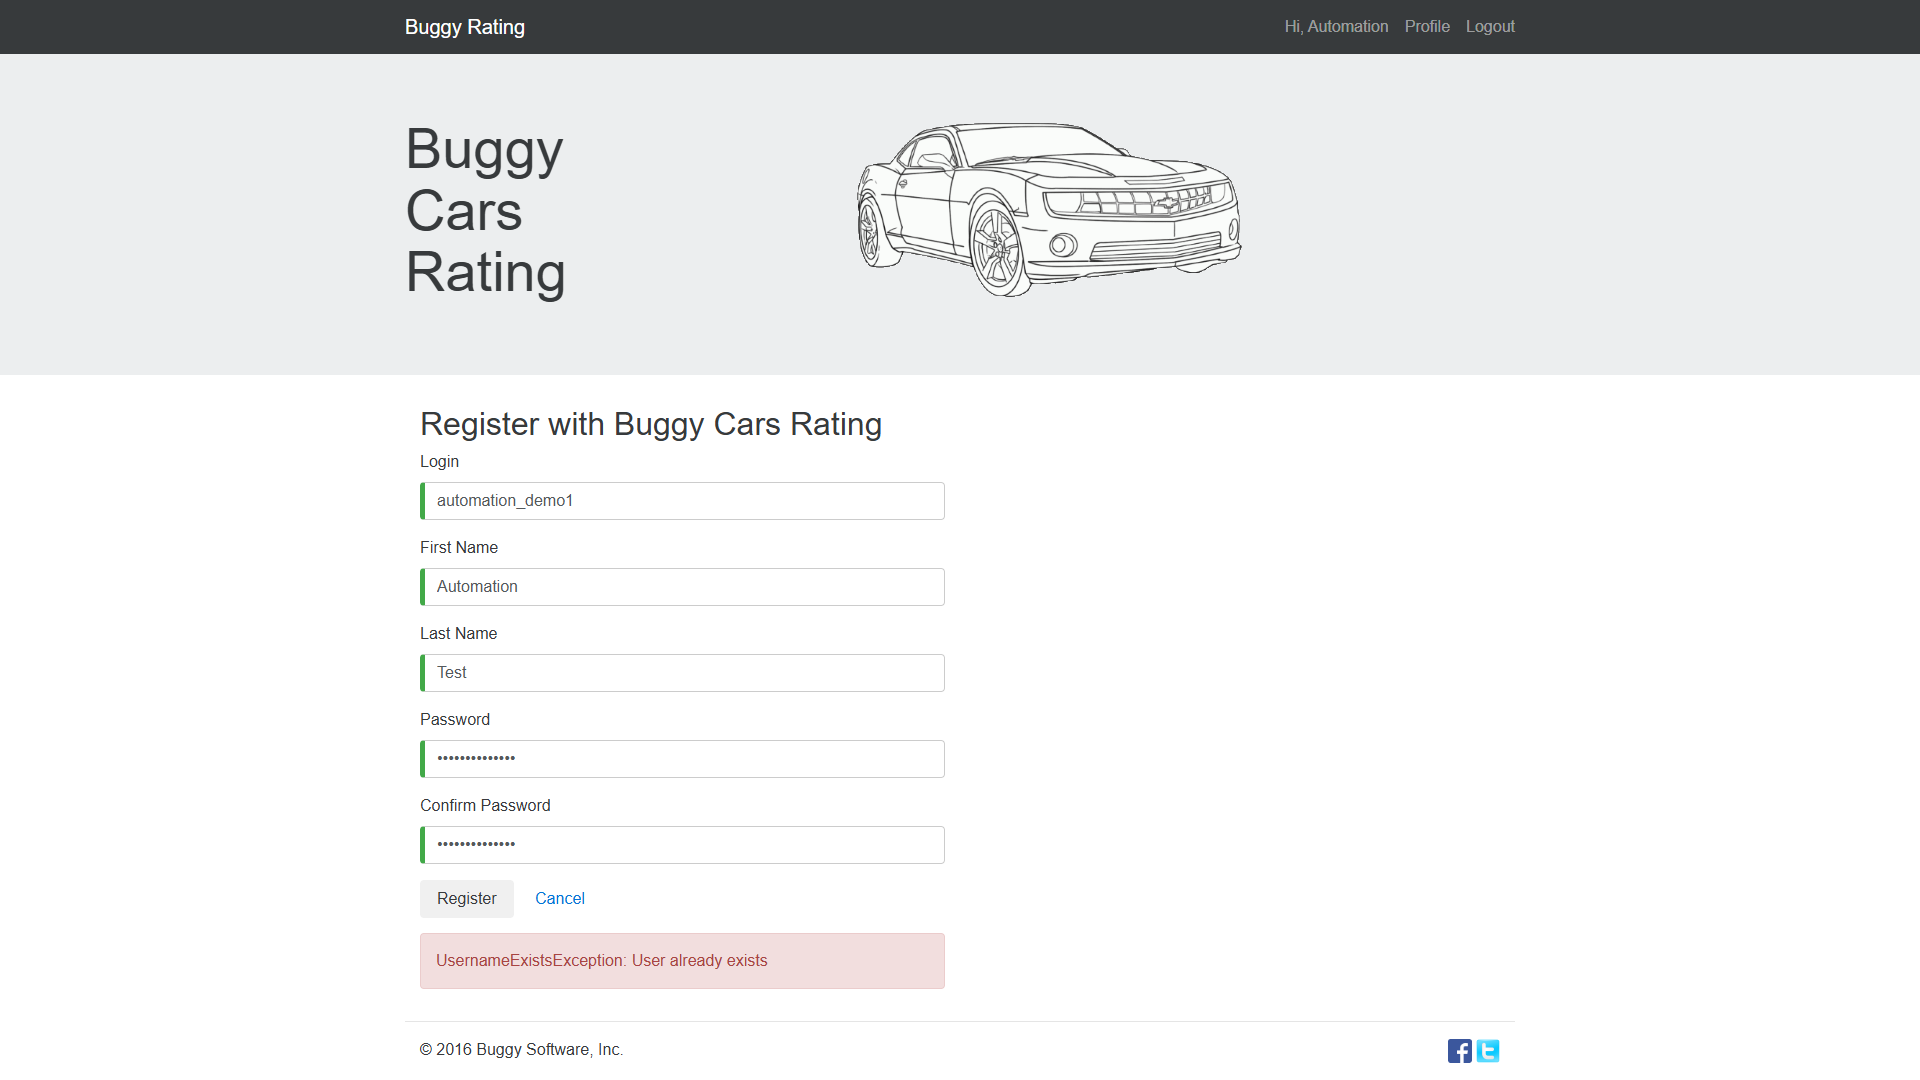 Buggy Rating
Hi, Automation Profile Logout
Buggy
Cars
Rating
Register with Buggy Cars Rating
Login
automation_demo1
First Name
Automation
Last Name
Test
Password
••••••••••••••
Confirm Password
••••••••••••••
Register Cancel
UsernameExistsException: User already exists
© 2016 Buggy Software, Inc.